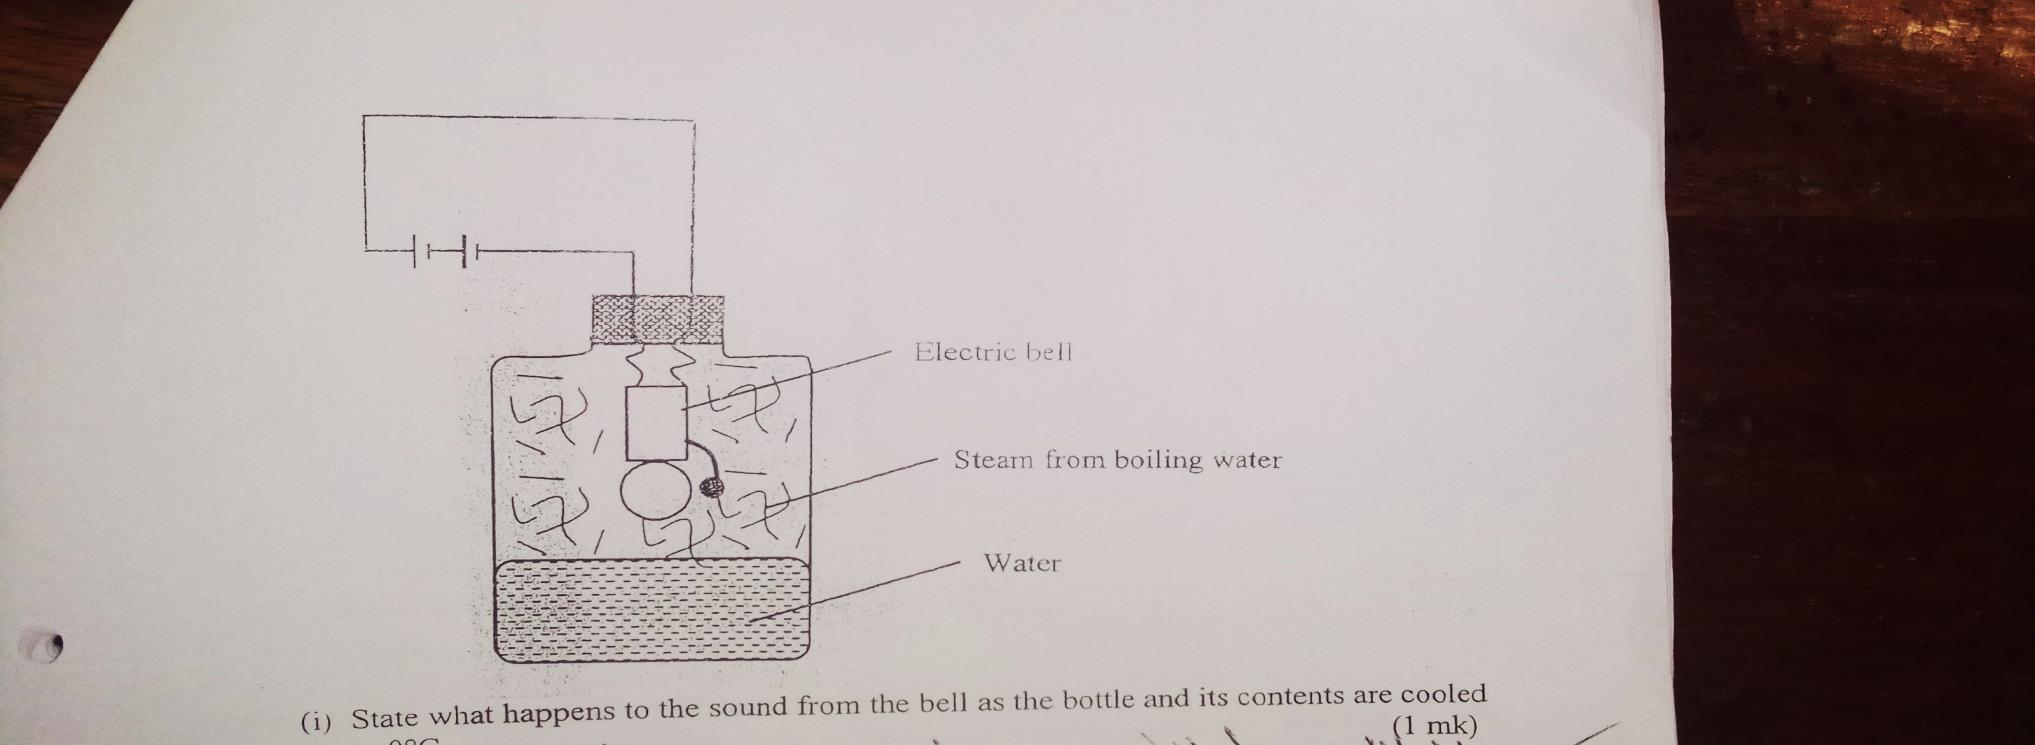 Electric bell
Steam from boiling water
Water
(i) State what happens to the sound from the bell as the bottle and its contents are cooled
(1 mk)